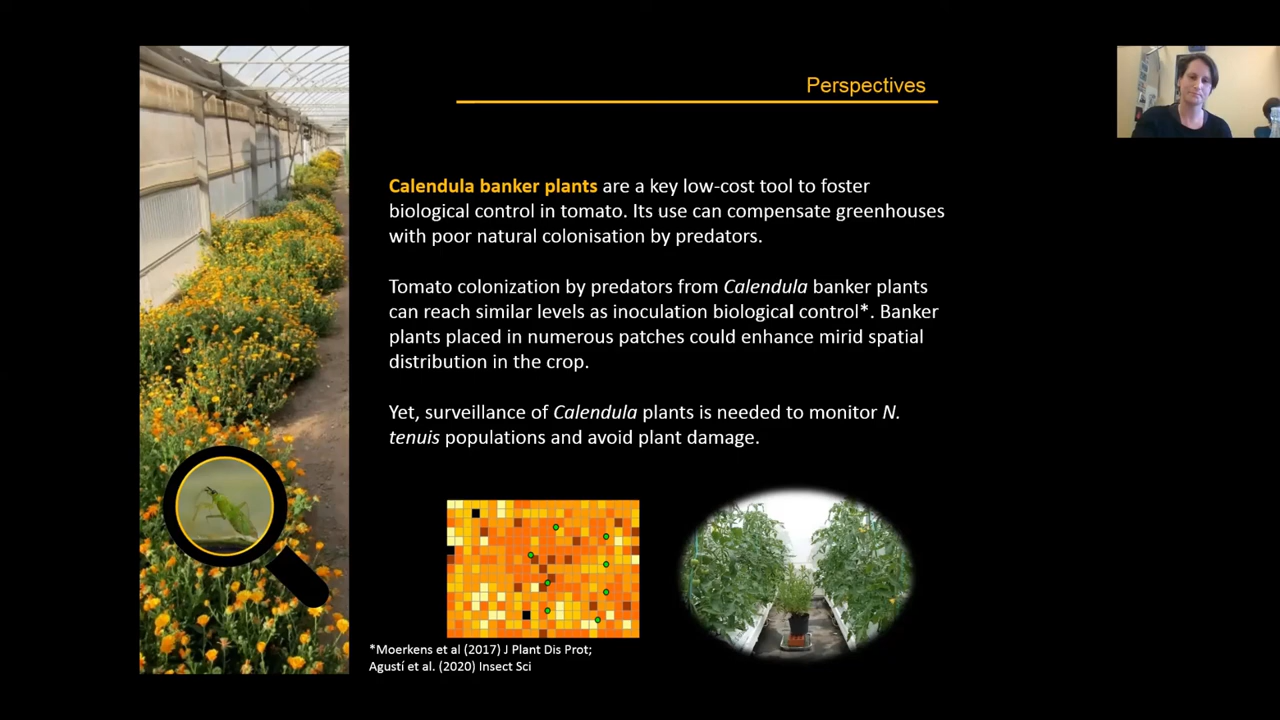 Perspectives
Calendula banker plants are a key low-cost tool to foster
biological control in tomato. Its use can compensate greenhouses
with poor natural colonisation by predators.
Tomato colonization by predators from Calendula banker plants
can reach similar levels as inoculation biological control*. Banker
plants placed in numerous patches could enhance mirid spatial
distribution in the crop.
Yet, surveillance of Calendula plants is needed to monitor N.
tenuis populations and avoid plant damage.
*Moerkens et al (2017) J Plant Dis Prot;
Agustí et al. (2020) Insect Sci